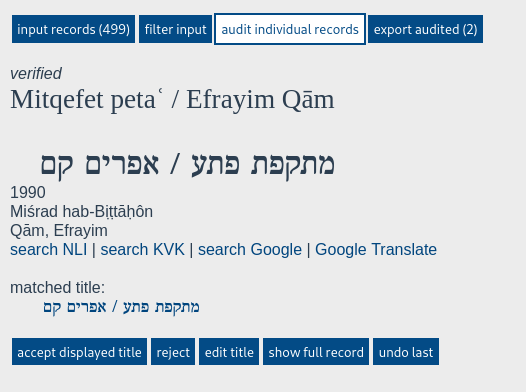 input records (499) filter input audit individual records export audited (2)
verified
Mitqefet petaʿ / Efrayim Qām
מתקפת פתע / אפרים קם
1990
Miśrad hab-Biṭṭāḥôn
Qām, Efrayim
search NLI | search KVK | search Google | Google Translate
matched title:
מתקפת פתע / אפרים קם
accept displayed title reject edit title show full record undo last